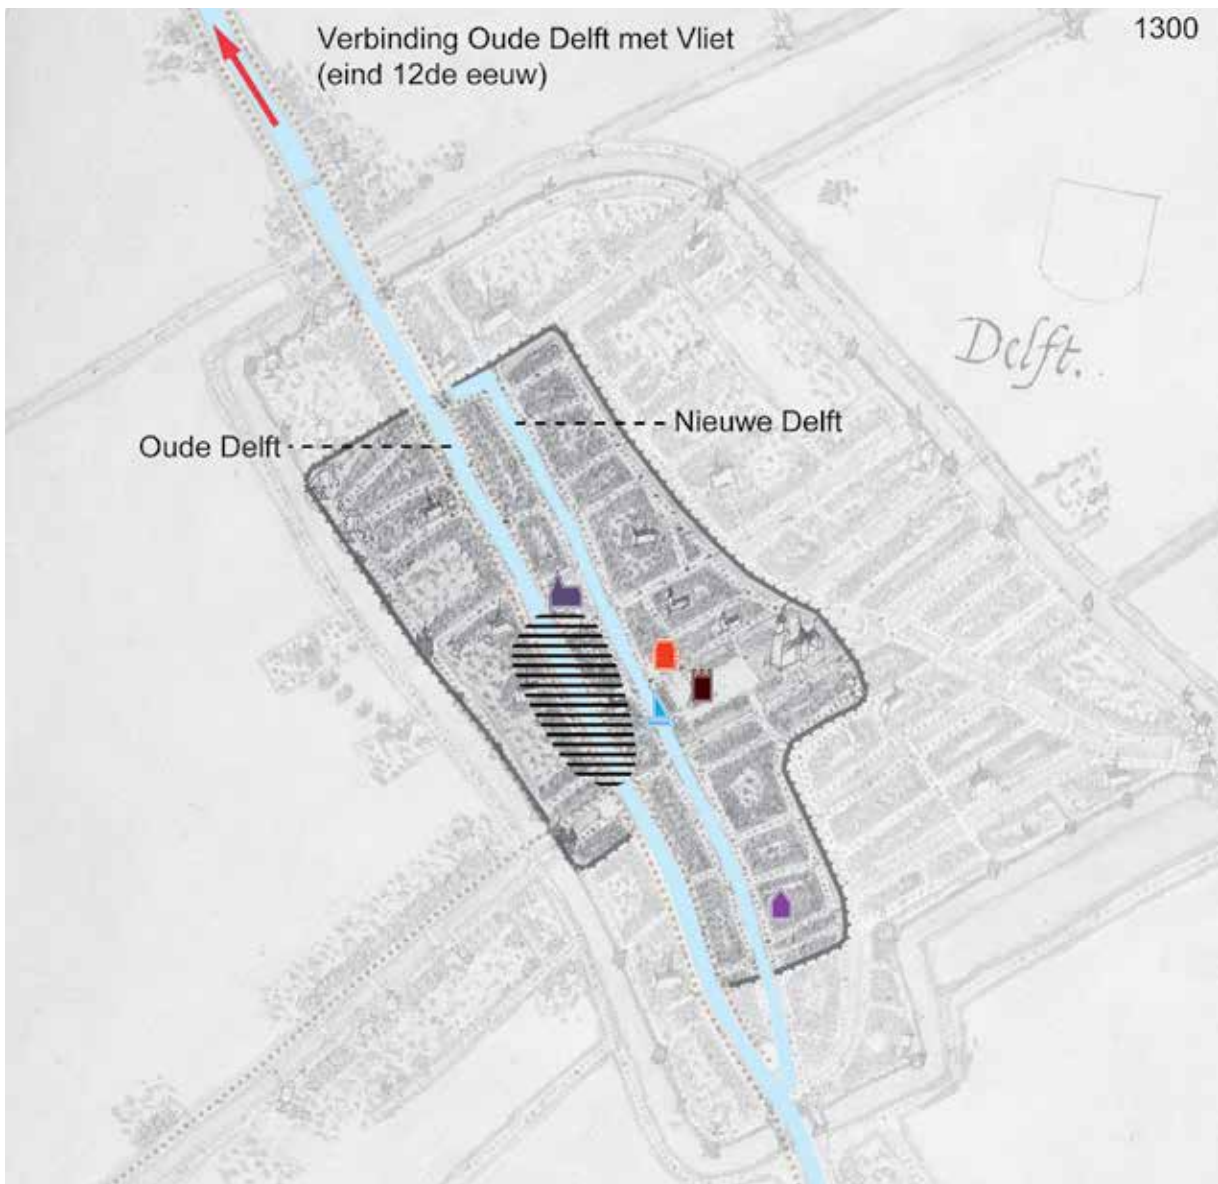 Verbinding Oude Delft met Vliet
(eind 12de eeuw)
1300
Delft.
Nieuwe Delft
Oude Delft